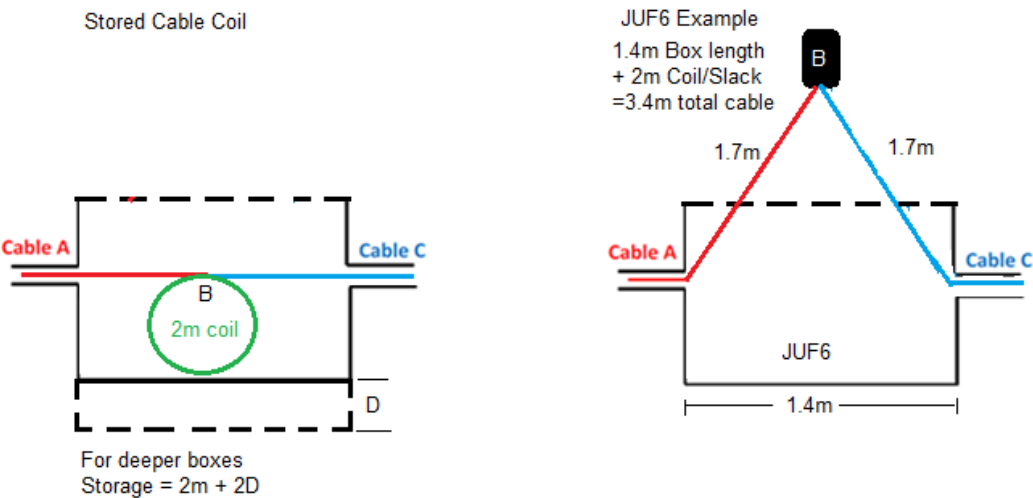 Stored Cable Coil
Cable A
Cable C
B
2m coil
D
For deeper boxes
Storage = 2m + 2D
JUF6 Example
1.4m Box length
+ 2m Coil/Slack
=3.4m total cable
B
1.7m
1.7m
Cable A
Cable C
JUF6
1.4m